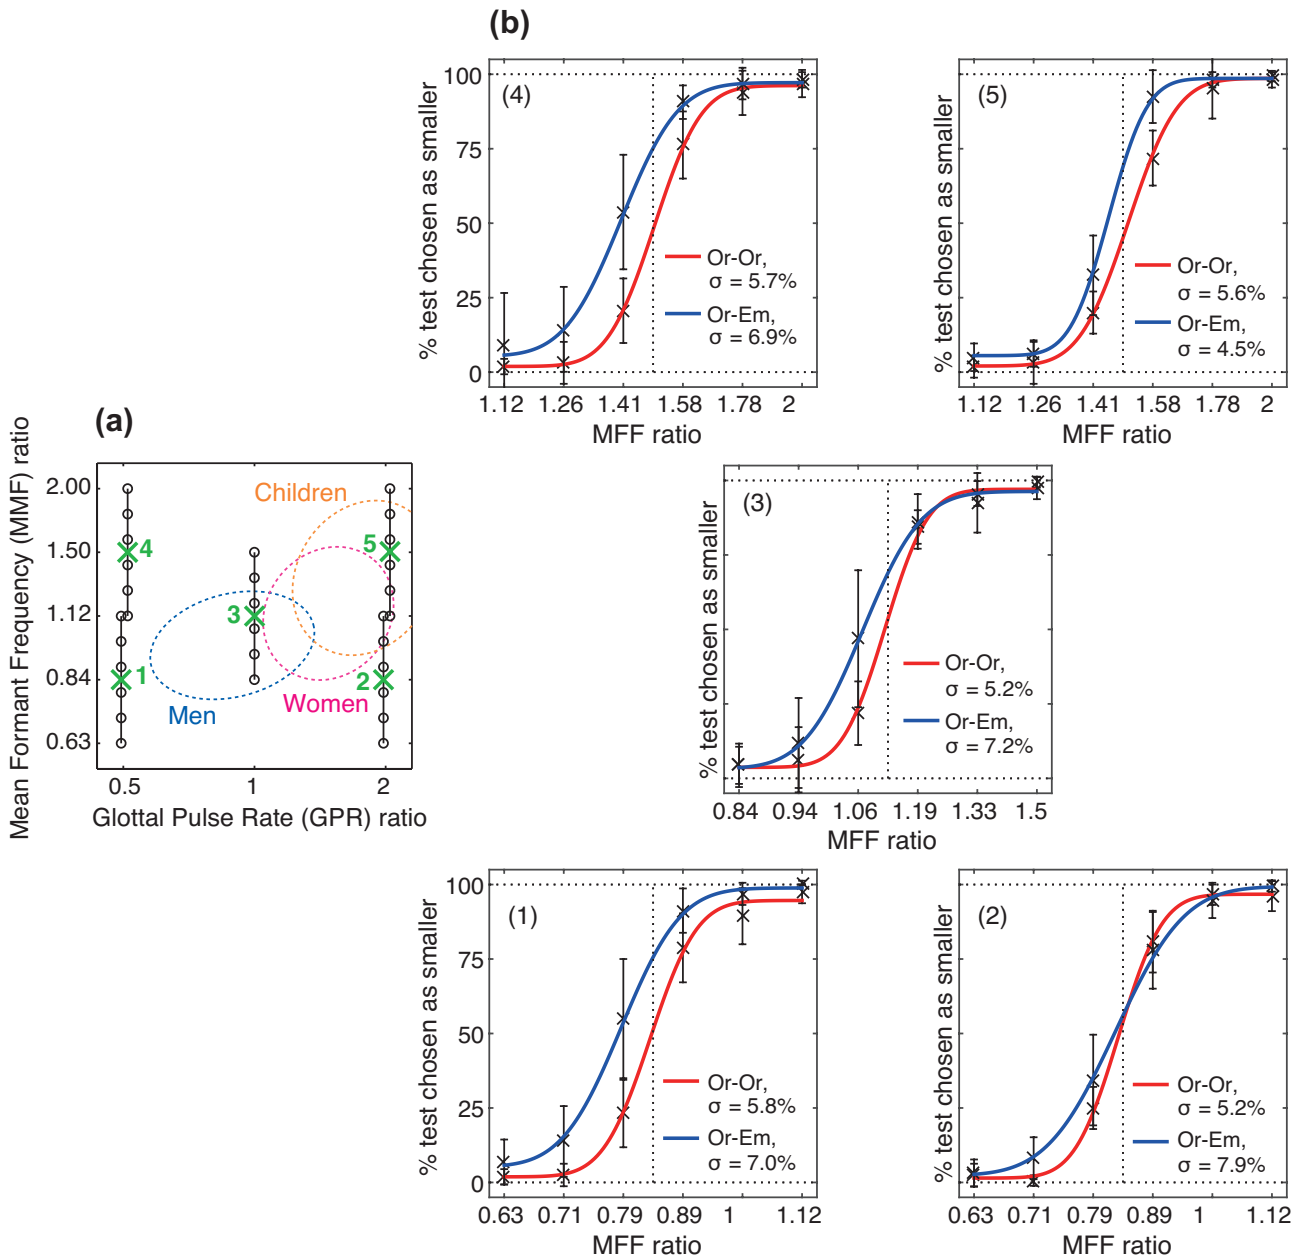 (b)
(4)
% test chosen as smaller
100
75
50
25
0
Or-Or,
σ = 5.7%
Or-Em,
σ = 6.9%
1.12 1.26 1.41 1.58 1.78 2
MFF ratio
(5)
% test chosen as smaller
Or-Or,
σ = 5.6%
Or-Em,
σ = 4.5%
1.12 1.26 1.41 1.58 1.78 2
MFF ratio
(a)
Mean Formant Frequency (MMF) ratio
2.00
1.50
1.12
0.84
0.63
Children
4
5
3
1
2
Men
Women
0.5 1 2
Glottal Pulse Rate (GPR) ratio
(3)
% test chosen as smaller
Or-Or,
σ = 5.2%
Or-Em,
σ = 7.2%
0.84 0.94 1.06 1.19 1.33 1.5
MFF ratio
(1)
% test chosen as smaller
100
75
50
25
0
Or-Or,
σ = 5.8%
Or-Em,
σ = 7.0%
0.63 0.71 0.79 0.89 1 1.12
MFF ratio
(2)
% test chosen as smaller
Or-Or,
σ = 5.2%
Or-Em,
σ = 7.9%
0.63 0.71 0.79 0.89 1 1.12
MFF ratio